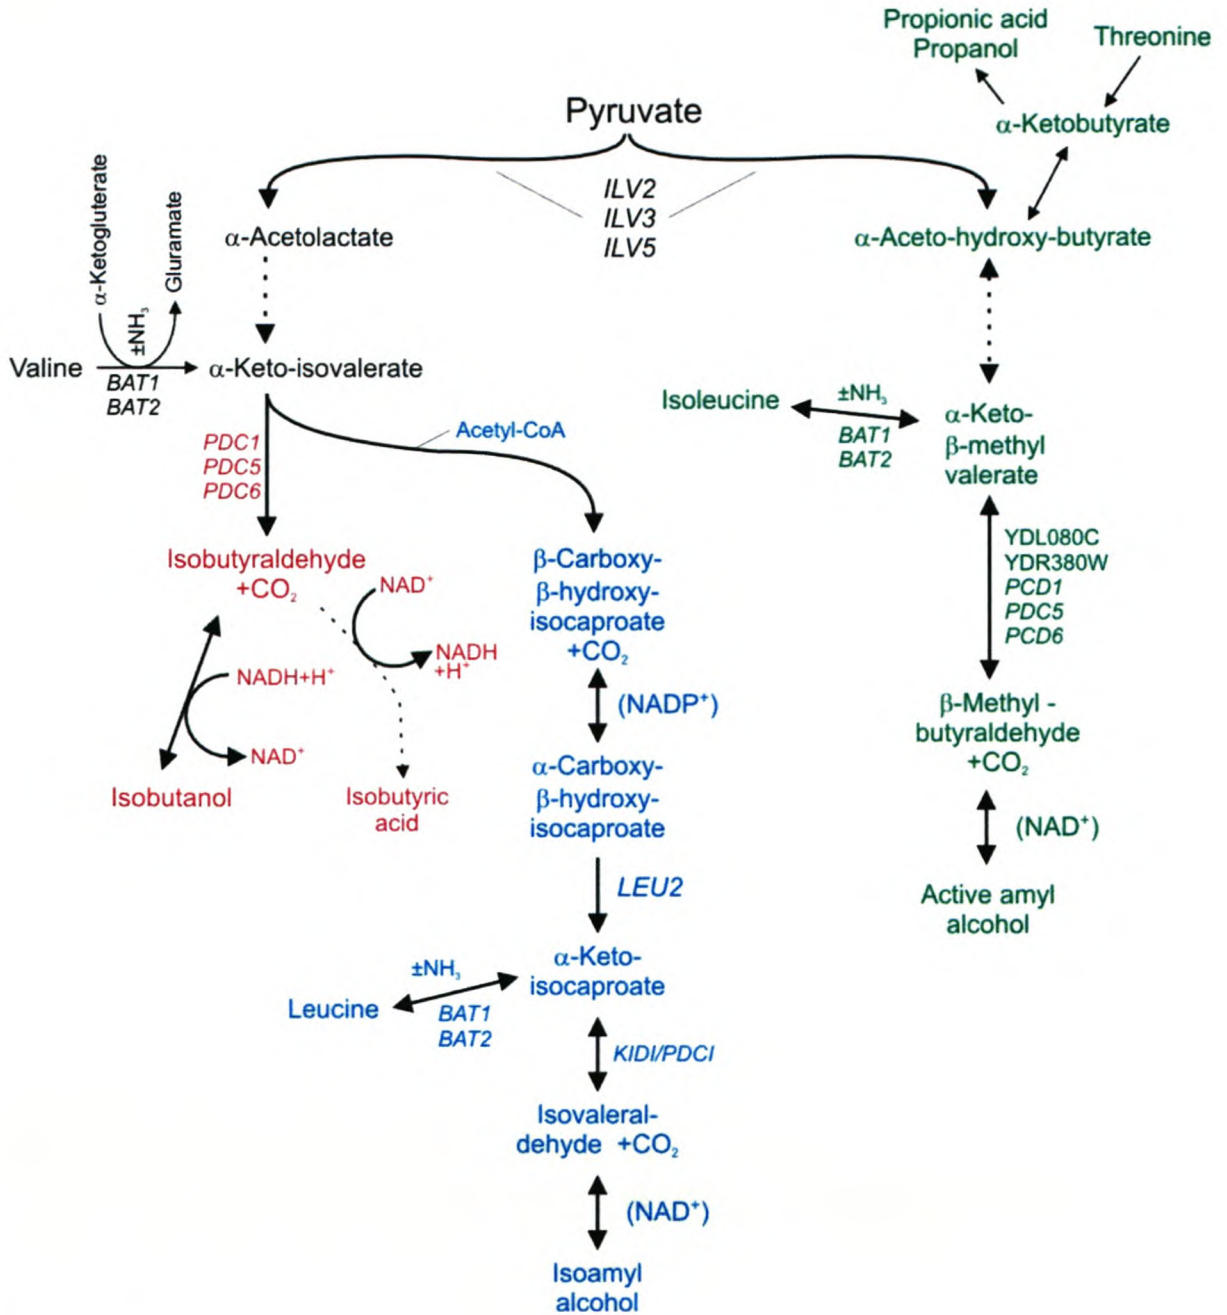 Propionic acid
Propanol
Threonine
α-Ketobutyrate
Pyruvate
ILV2
ILV3
ILV5
α-Acetolactate
α-Aceto-hydroxy-butyrate
α-Ketogluterate
±NH₃
Gluramate
Valine
BAT1
BAT2
α-Keto-isovalerate
Isoleucine
±NH₃
BAT1
BAT2
α-Keto-
β-methyl
valerate
PDC1
PDC5
PDC6
Acetyl-CoA
YDL080C
YDR380W
PCD1
PDC5
PCD6
Isobutyraldehyde
+CO₂
NAD⁺
NADH
+H⁺
NADH+H⁺
NAD⁺
Isobutanol
Isobutyric
acid
β-Carboxy-
β-hydroxy-
isocaproate
+CO₂
(NADP⁺)
α-Carboxy-
β-hydroxy-
isocaproate
LEU2
β-Methyl -
butyraldehyde
+CO₂
(NAD⁺)
Active amyl
alcohol
α-Keto-
isocaproate
±NH₃
Leucine
BAT1
BAT2
KIDI/PDCI
Isovaleral-
dehyde +CO₂
(NAD⁺)
Isoamyl
alcohol